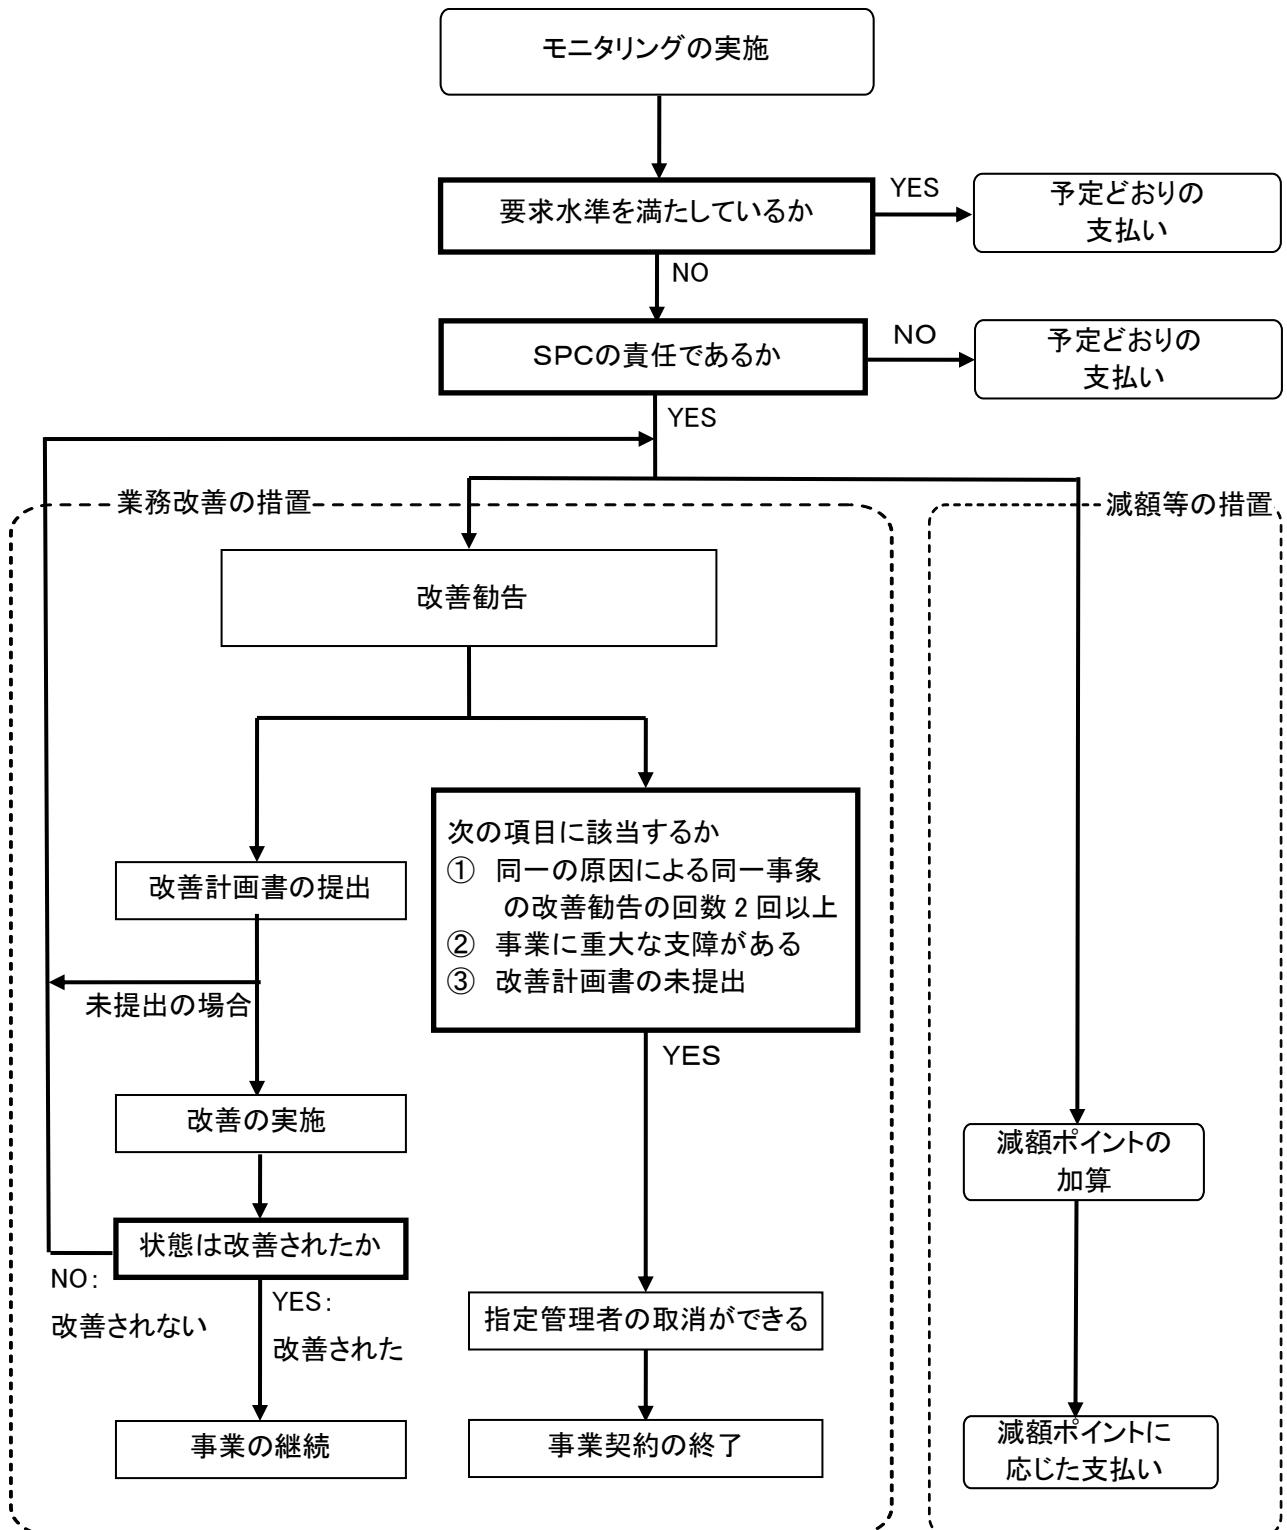 モニタリングの実施
要求水準を満たしているか
YES
予定どおりの
支払い
NO
SPCの責任であるか
NO
予定どおりの
支払い
YES
業務改善の措置
減額等の措置
改善勧告
次の項目に該当するか
① 同一の原因による同一事象
の改善勧告の回数 2 回以上
② 事業に重大な支障がある
③ 改善計画書の未提出
改善計画書の提出
未提出の場合
YES
改善の実施
減額ポイントの
加算
状態は改善されたか
NO：
改善されない
YES：
改善された
指定管理者の取消ができる
事業の継続
事業契約の終了
減額ポイントに
応じた支払い